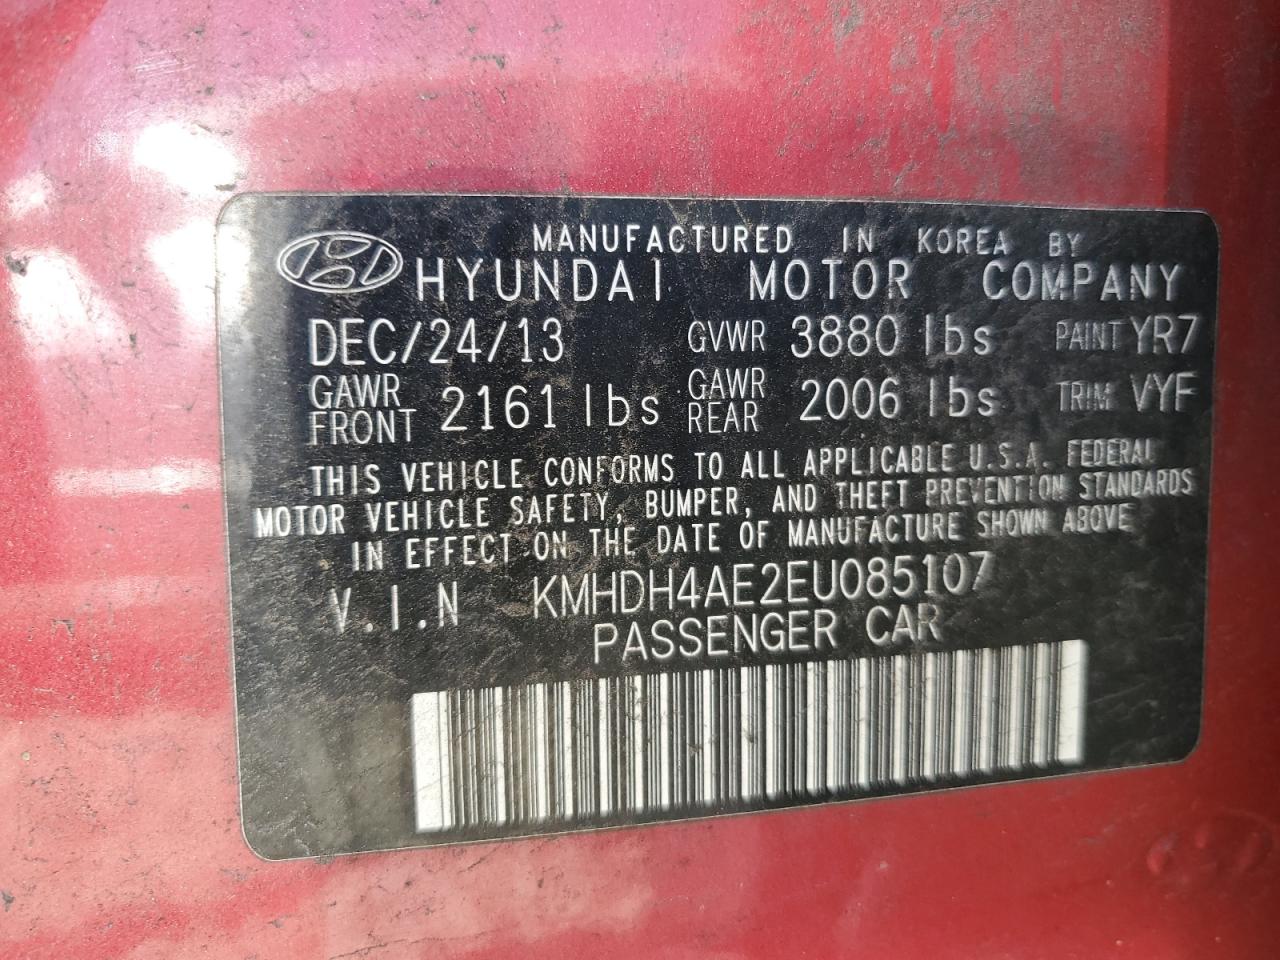 MANUFACTURED IN KOREA BY
HYUNDAI MOTOR COMPANY
DEC/24/13 GVWR 3880 lbs PAINT YR7
GAWR FRONT 2161 lbs GAWR REAR 2006 lbs TRIM VYF
THIS VEHICLE CONFORMS TO ALL APPLICABLE U.S.A. FEDERAL
MOTOR VEHICLE SAFETY, BUMPER, AND THEFT PREVENTION STANDARDS
IN EFFECT ON THE DATE OF MANUFACTURE SHOWN ABOVE
V.I.N KMHDH4AE2EU085107
PASSENGER CAR